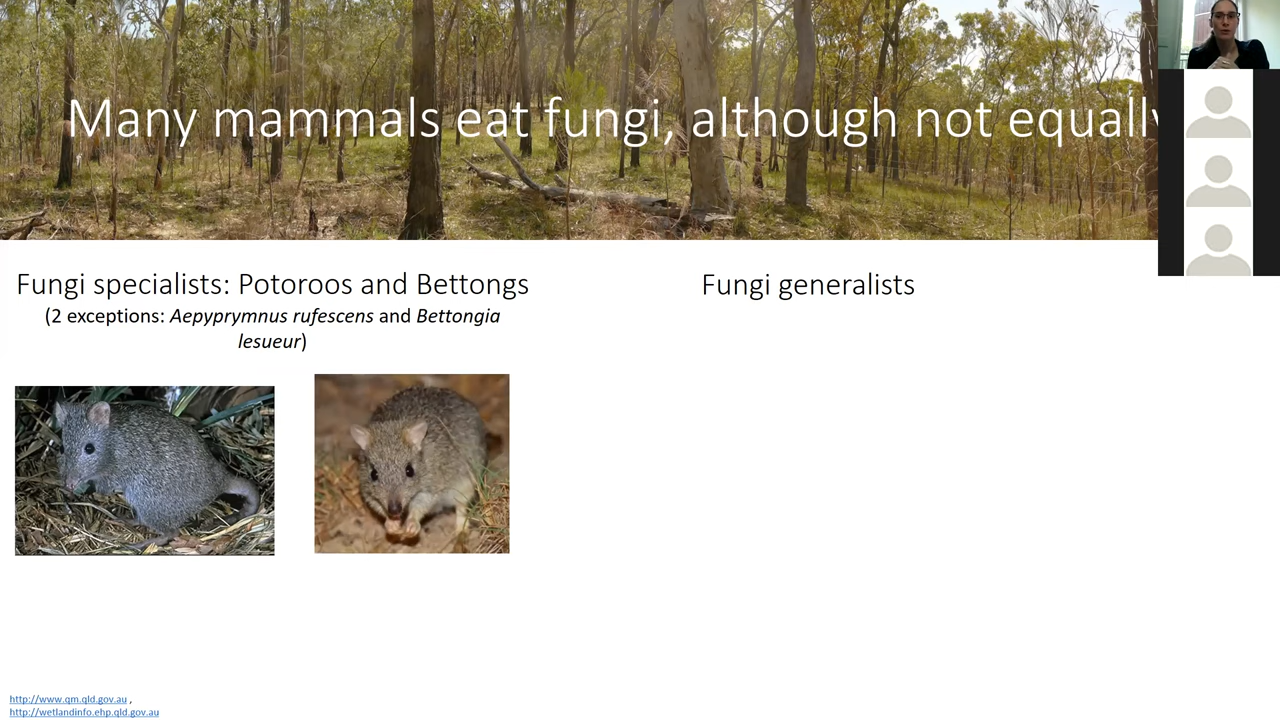 Many mammals eat fungi, although not equally
Fungi specialists: Potoroos and Bettongs
(2 exceptions: Aepyprymnus rufescens and Bettongia
lesueur)
Fungi generalists
http://www.qm.qld.gov.au ,
http://wetlandinfo.ehp.qld.gov.au